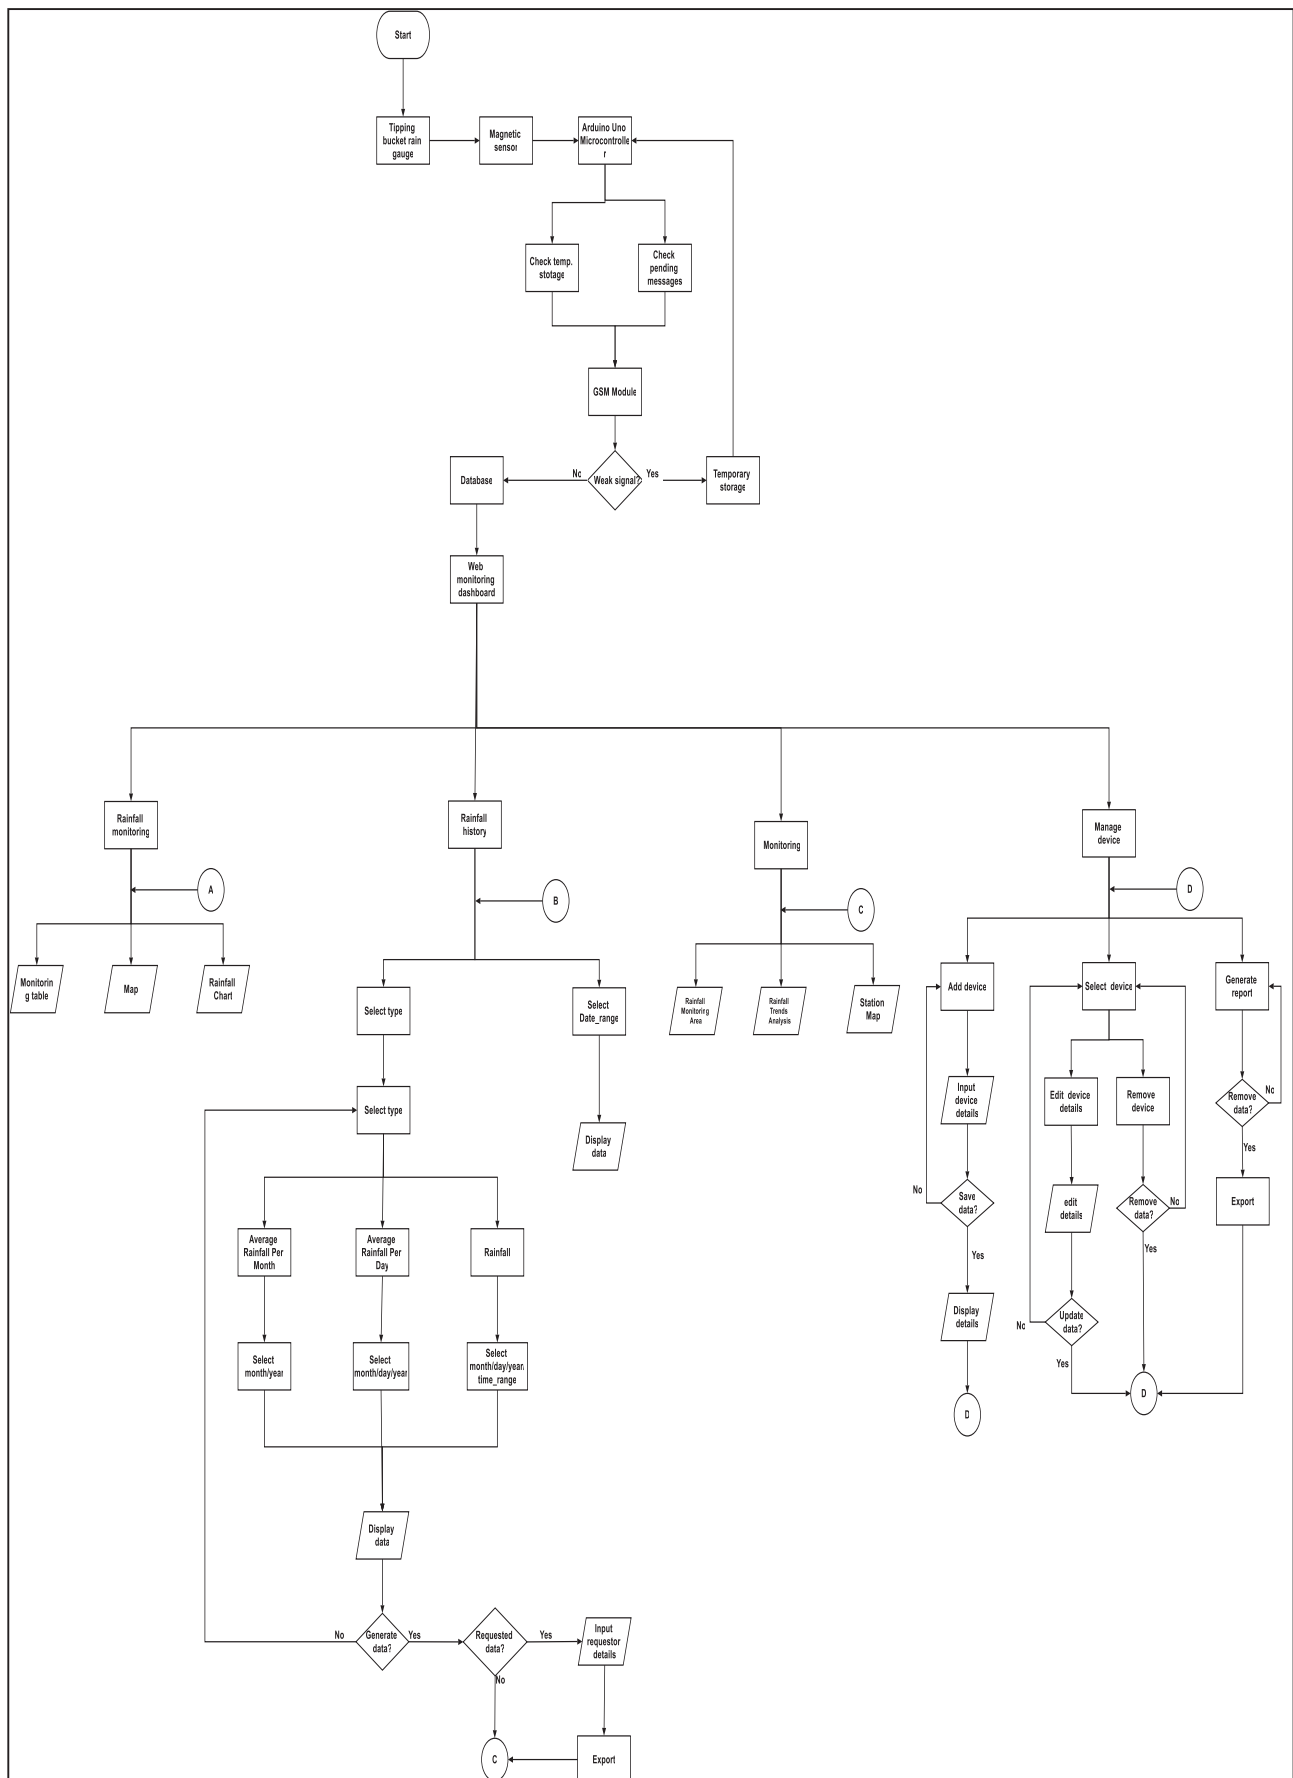 Start
Tipping
bucket rain
gauge
Magnetic
sensor
Arduino Uno
Microcontrolle
r
Check temp.
stotage
Check
pending
messages
GSM Module
Database
No
Weak signal?
Yes
Temporary
storage
Web
monitoring
dashboard
Rainfall
monitoring
Rainfall
history
Monitoring
Manage
device
A
B
C
D
Monitorin
g table
Map
Rainfall
Chart
Select type
Select
Date_range
Rainfall
Monitoring
Area
Rainfall
Trends
Analysis
Station
Map
Add device
Select device
Generate
report
Select type
Display
data
Input
device
details
Edit device
details
Remove
device
Remove
data?
No
Yes
Average
Rainfall Per
Month
Average
Rainfall Per
Day
Rainfall
No
Save
data?
Yes
edit
details
Remove
data?
No
Yes
Export
Select
month/year
Select
month/day/year
Select
month/day/year/
time_range
Display
details
No
Update
data?
Yes
D
D
Display
data
No
Generate
data?
Yes
Requested
data?
Yes
No
Input
requestor
details
C
Export